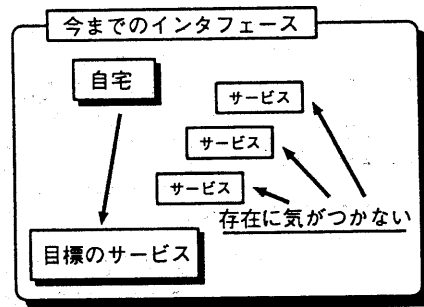 今までのインタフェース
自宅
サービス
サービス
サービス
存在に気がつかない
目標のサービス